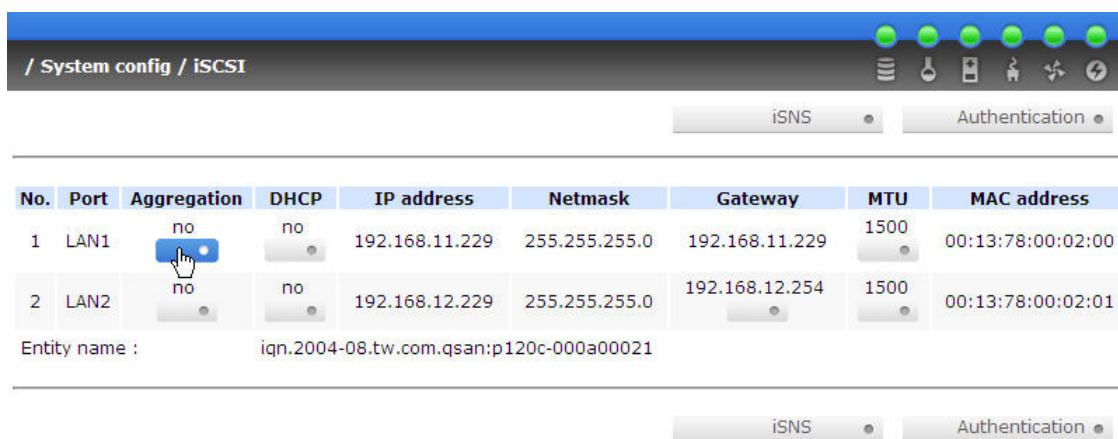 / System config / iSCSI
iSNS Authentication
No. Port Aggregation DHCP IP address Netmask Gateway MTU MAC address
1 LAN1 no no 192.168.11.229 255.255.255.0 192.168.11.229 1500 00:13:78:00:02:00
2 LAN2 no no 192.168.12.229 255.255.255.0 192.168.12.254 1500 00:13:78:00:02:01
Entity name : iqn.2004-08.tw.com.qsan:p120c-000a00021
iSNS Authentication